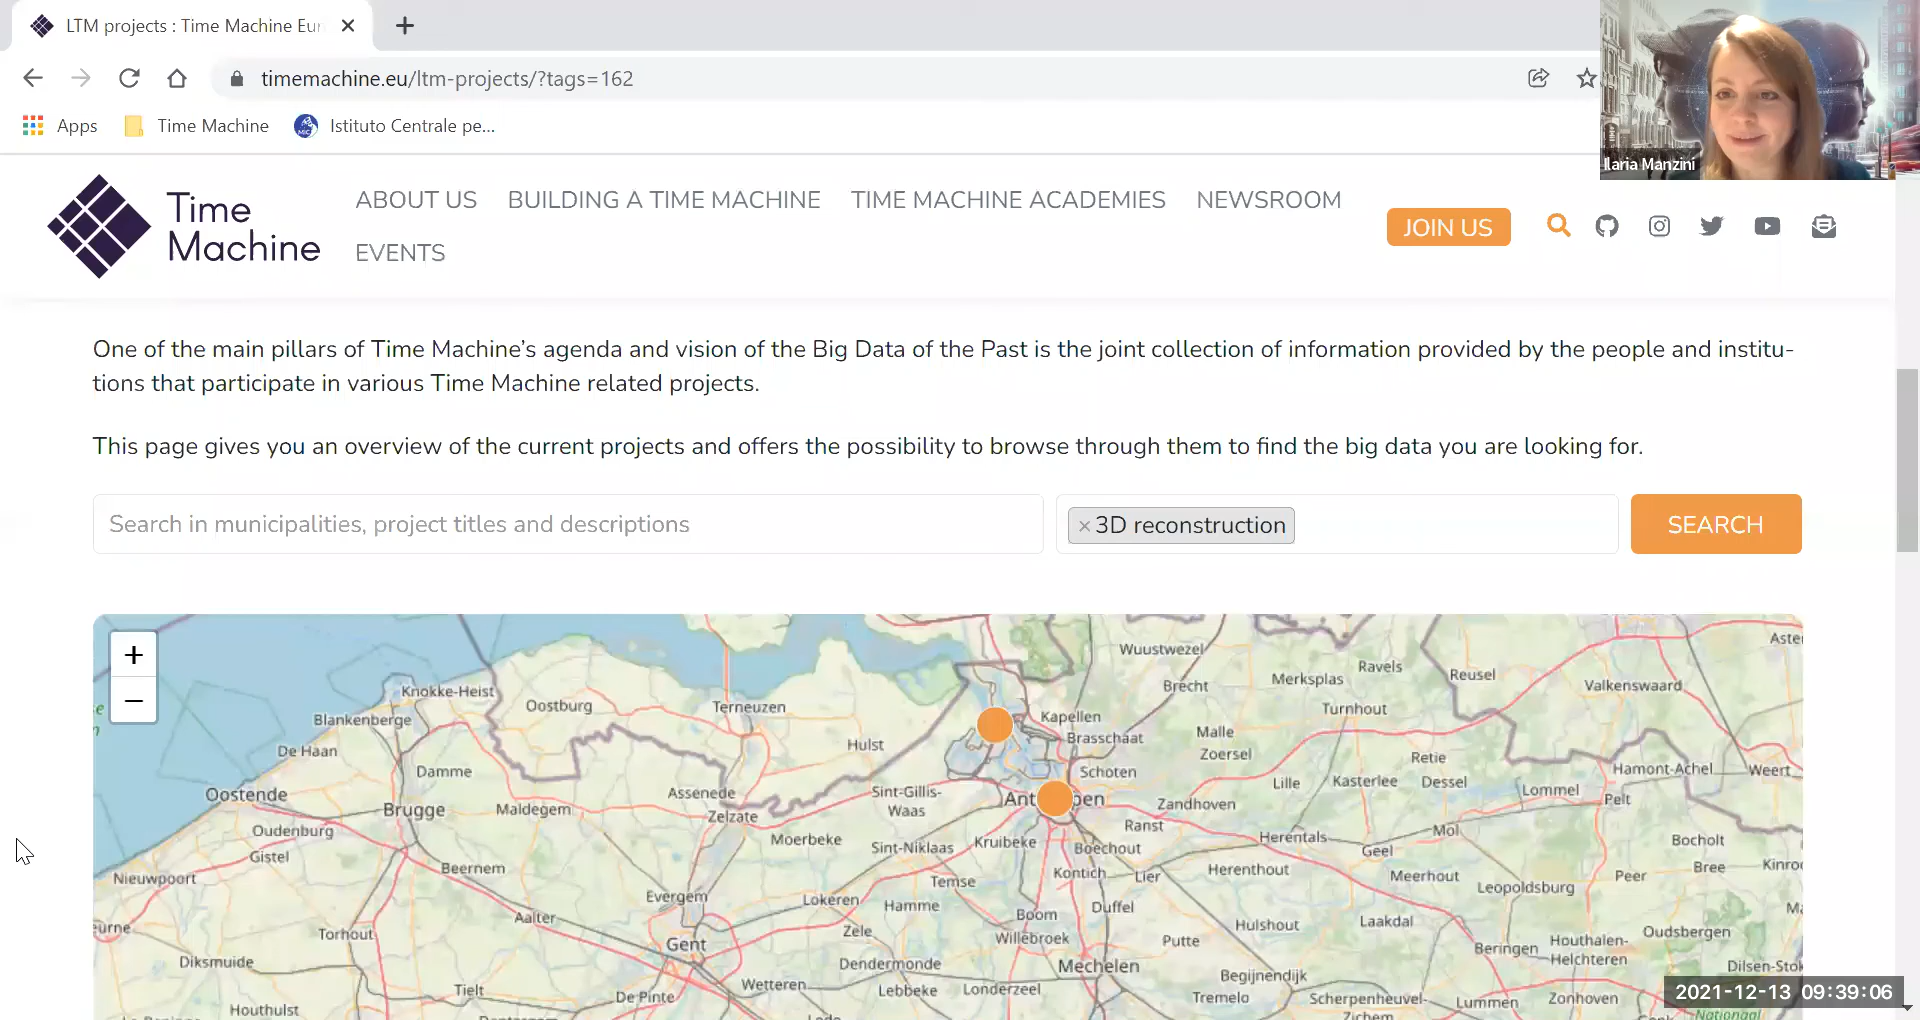 LTM projects : Time Machine Eur
timemachine.eu/ltm-projects/?tags=162
Apps
Time Machine
Istituto Centrale pe...
Ilaria Manzini
Time
Machine
ABOUT US
BUILDING A TIME MACHINE
TIME MACHINE ACADEMIES
NEWSROOM
EVENTS
JOIN US
One of the main pillars of Time Machine’s agenda and vision of the Big Data of the Past is the joint collection of information provided by the people and institu-
tions that participate in various Time Machine related projects.
This page gives you an overview of the current projects and offers the possibility to browse through them to find the big data you are looking for.
Search in municipalities, project titles and descriptions
×3D reconstruction
SEARCH
+
−
Wuustwezel
Aste
Ravels
Reusel
Merksplas
Brecht
Valkenswaard
Knokke-Heist
Oostburg
Terneuzen
Turnhout
Blankenberge
Kapellen
Brasschaat
Malle
Zoersel
Hulst
De Haan
Retie
Damme
Schoten
Lille
Kasterlee
Dessel
Hamont-Achel
Weert
Oostende
Assenede
Sint-Gillis-
Waas
Ant
pen
Zandhoven
Lommel
Pelt
Brugge
Maldegem
Zelzate
Oudenburg
Moerbeke
Sint-Niklaas
Kruibeke
Ranst
Boechout
Herentals
Mol
Bocholt
Gistel
Geel
Nieuwpoort
Beernem
Temse
Kontich
Lier
Herenthout
Meerhout
Leopoldsburg
Peer
Bree
Kinroo
Evergem
Lokeren
Hamme
Boom
Duffel
Aalter
Hulshout
Laakdal
Torhout
Zele
Willebroek
Putte
Beringen
Houthalen-
Helchteren
Oudsbergen
Gent
Diksmuide
Dendermonde
Mechelen
Begijnendijk
Dilsen-Stok
Tielt
De Pinte
Wetteren
Lebbeke
Londerzeel
Tremelo
Scherpenheuvel-
Zichem
Lummen
Zonhoven
Houthulst
Nationaal
2021-12-13 09:39:06